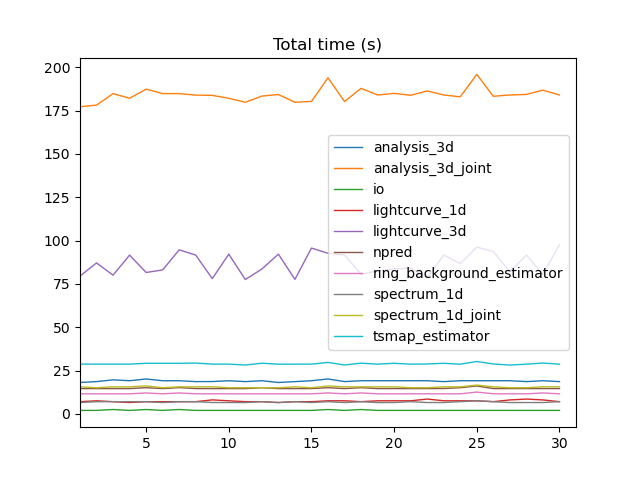 Total time (s)
200
175
150
125
100
75
50
25
0
analysis_3d
analysis_3d_joint
io
lightcurve_1d
lightcurve_3d
npred
ring_background_estimator
spectrum_1d
spectrum_1d_joint
tsmap_estimator
5 10 15 20 25 30